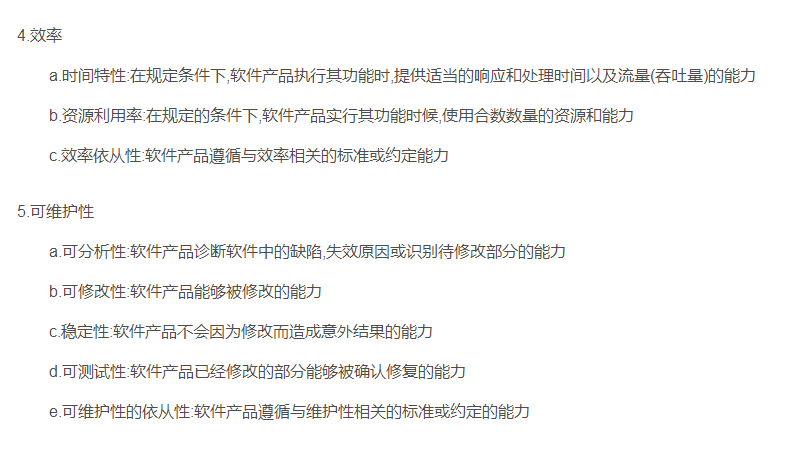 4.效率
a.时间特性:在规定条件下,软件产品执行其功能时,提供适当的响应和处理时间以及流量(吞吐量)的能力
b.资源利用率:在规定的条件下,软件产品实行其功能时候,使用合数数量的资源和能力
c.效率依从性:软件产品遵循与效率相关的标准或约定能力
5.可维护性
a.可分析性:软件产品诊断软件中的缺陷,失效原因或识别待修改部分的能力
b.可修改性:软件产品能够被修改的能力
c.稳定性:软件产品不会因为修改而造成意外结果的能力
d.可测试性:软件产品已经修改的部分能够被确认修复的能力
e.可维护性的依从性:软件产品遵循与维护性相关的标准或约定的能力